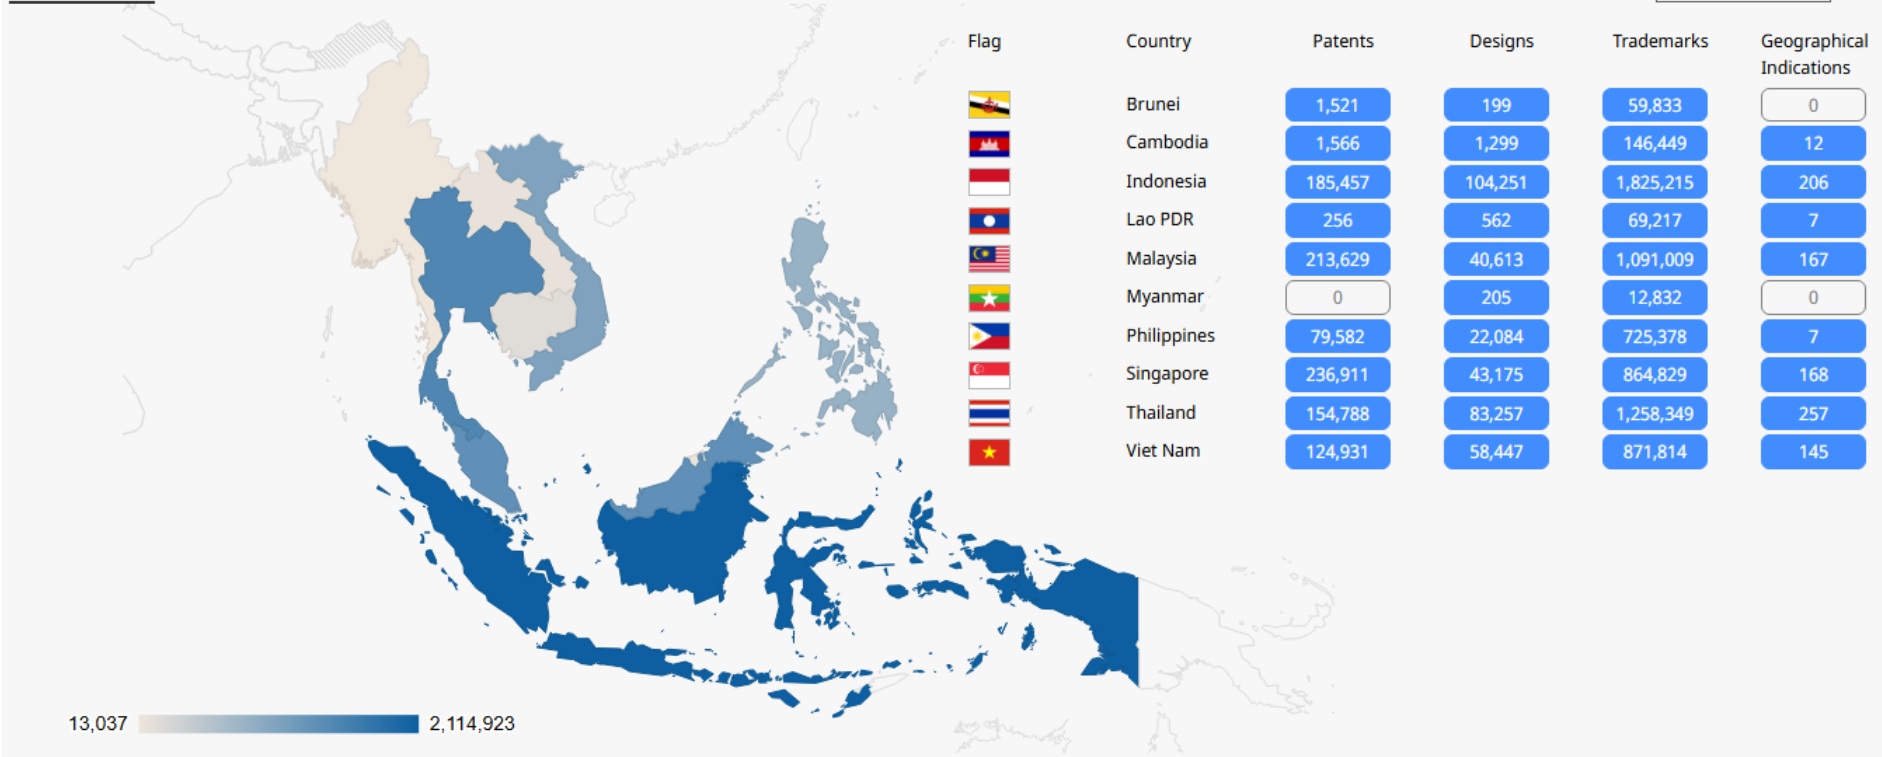 Flag Country Patents Designs Trademarks Geographical
Indications
Brunei 1,521 199 59,833 0
Cambodia 1,566 1,299 146,449 12
Indonesia 185,457 104,251 1,825,215 206
Lao PDR 256 562 69,217 7
Malaysia 213,629 40,613 1,091,009 167
Myanmar 0 205 12,832 0
Philippines 79,582 22,084 725,378 7
Singapore 236,911 43,175 864,829 168
Thailand 154,788 83,257 1,258,349 257
Viet Nam 124,931 58,447 871,814 145
13,037 2,114,923